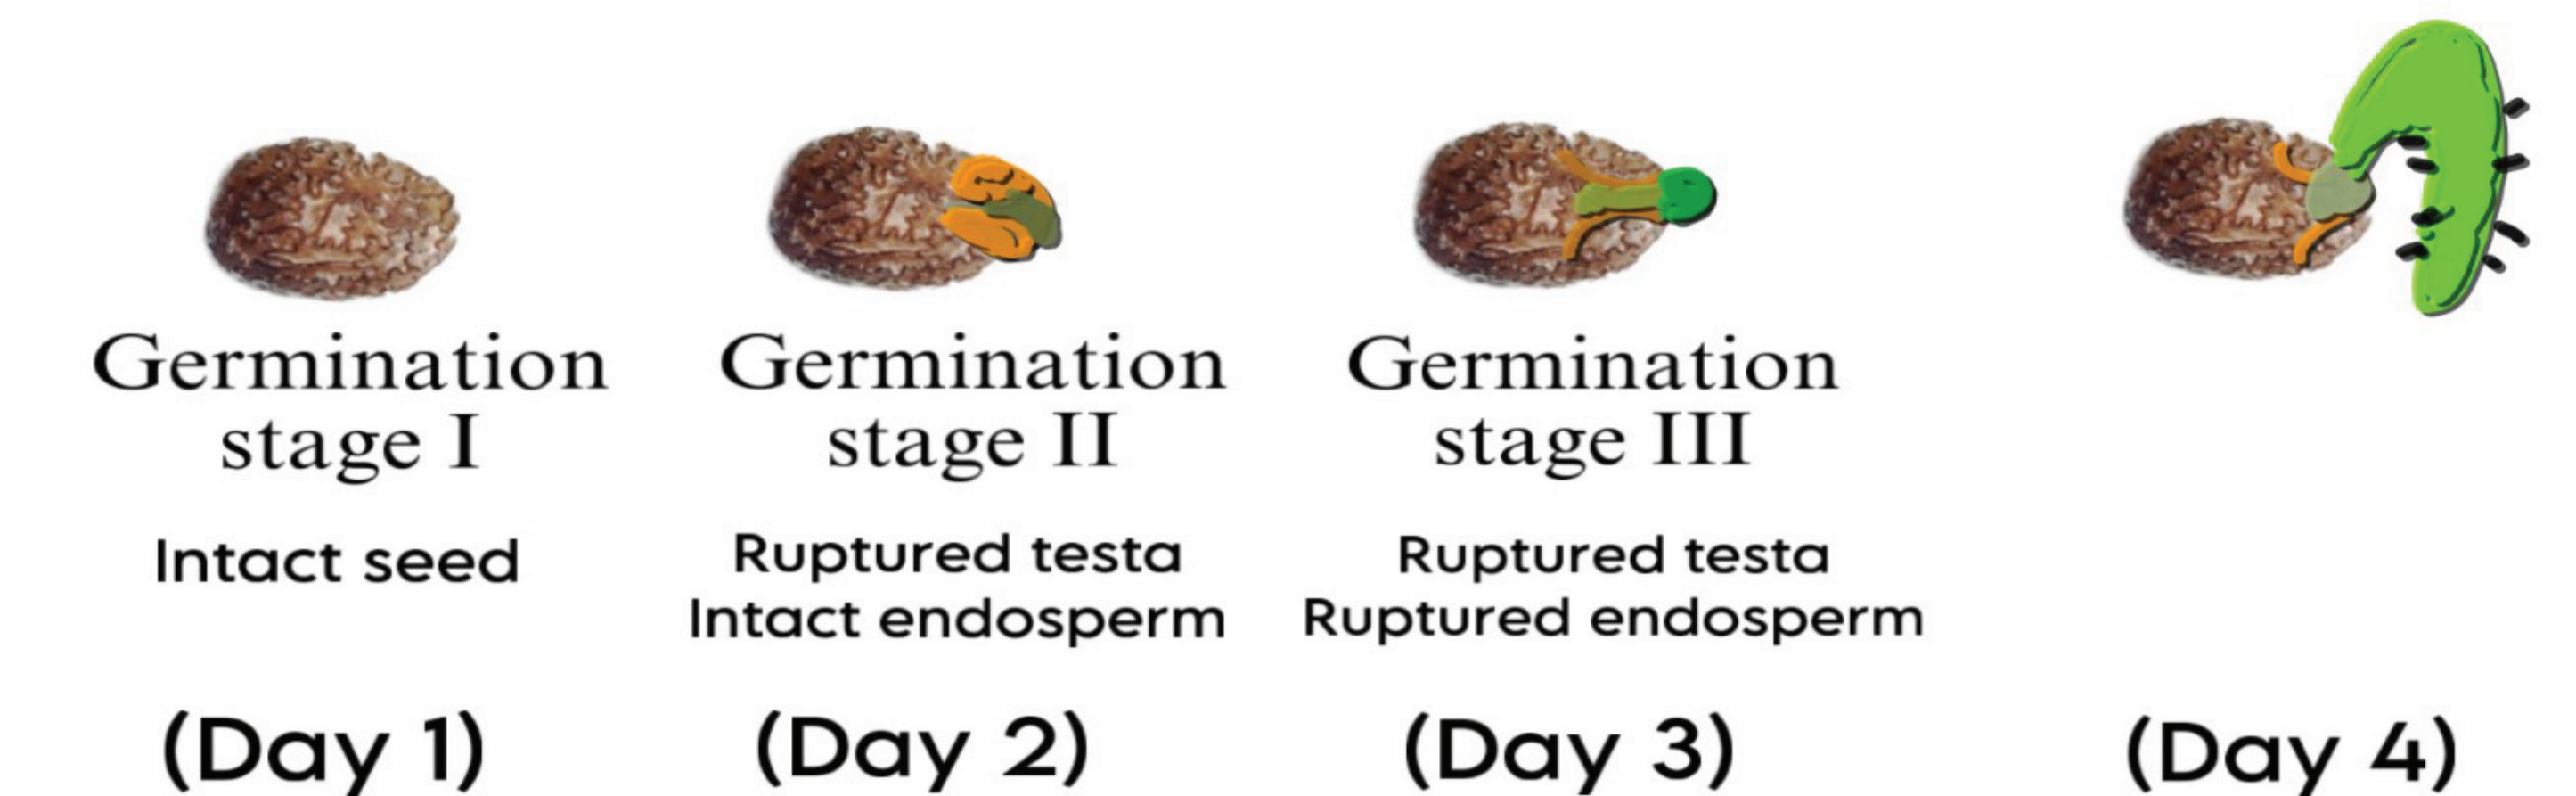 Germination
stage I
Intact seed
(Day 1)
Germination
stage II
Ruptured testa
Intact endosperm
(Day 2)
Germination
stage III
Ruptured testa
Ruptured endosperm
(Day 3)
(Day 4)